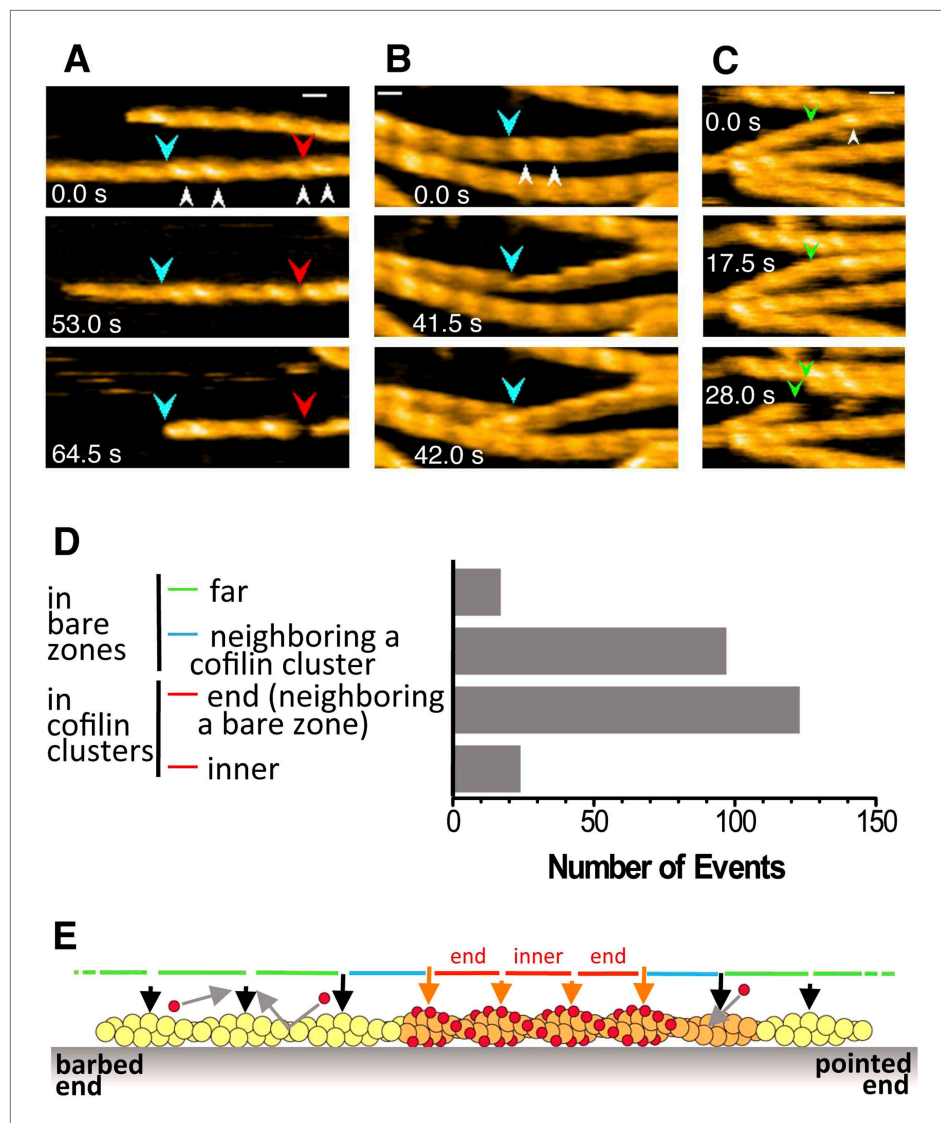 A
B
C
0.0 s
0.0 s
0.0 s
53.0 s
41.5 s
17.5 s
64.5 s
42.0 s
28.0 s
D
in
bare
zones
far
neighboring a
cofilin cluster
in
cofilin
clusters
end (neighboring
a bare zone)
inner
0 50 100 150
Number of Events
E
end inner end
barbed
end
pointed
end